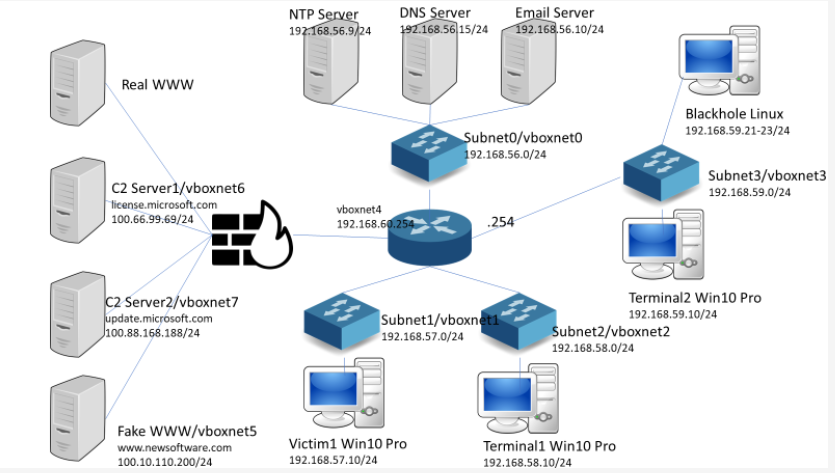 NTP Server
192.168.56.9/24
DNS Server
192.168.56.15/24
Email Server
192.168.56.10/24
Real WWW
Blackhole Linux
192.168.59.21-23/24
Subnet0/vboxnet0
192.168.56.0/24
Subnet3/vboxnet3
192.168.59.0/24
C2 Server1/vboxnet6
license.microsoft.com
100.66.99.69/24
vboxnet4
192.168.60.254
.254
Terminal2 Win10 Pro
192.168.59.10/24
C2 Server2/vboxnet7
update.microsoft.com
100.88.168.188/24
Subnet1/vboxnet1
192.168.57.0/24
Subnet2/vboxnet2
192.168.58.0/24
Fake WWW/vboxnet5
www.newsoftware.com
100.10.110.200/24
Victim1 Win10 Pro
192.168.57.10/24
Terminal1 Win10 Pro
192.168.58.10/24